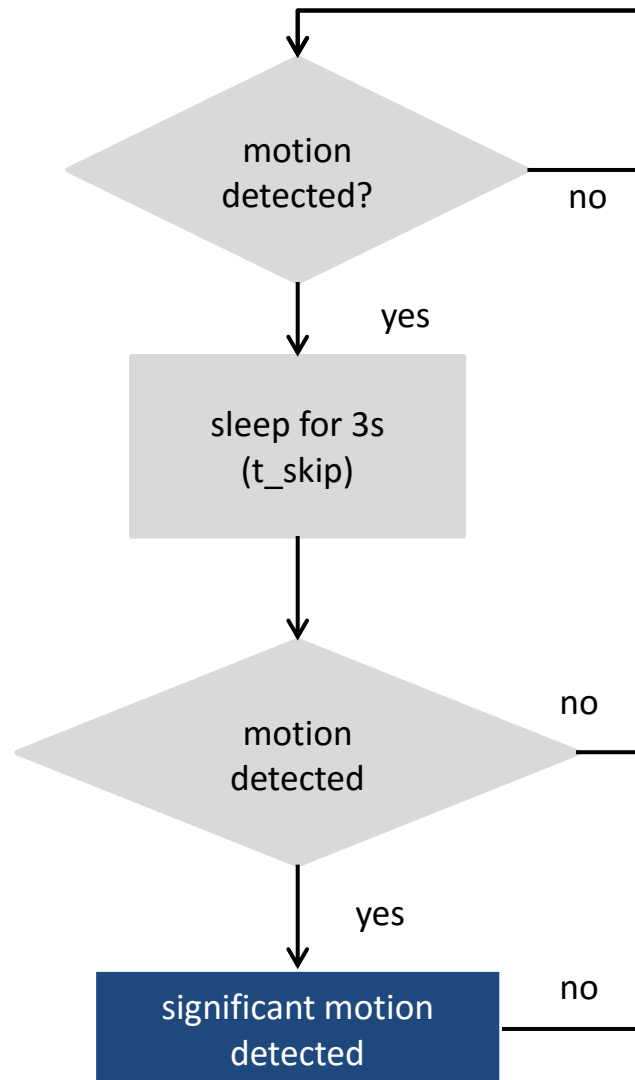 motion
detected?
no
yes
sleep for 3s
(t_skip)
no
motion
detected
yes
no
significant motion
detected